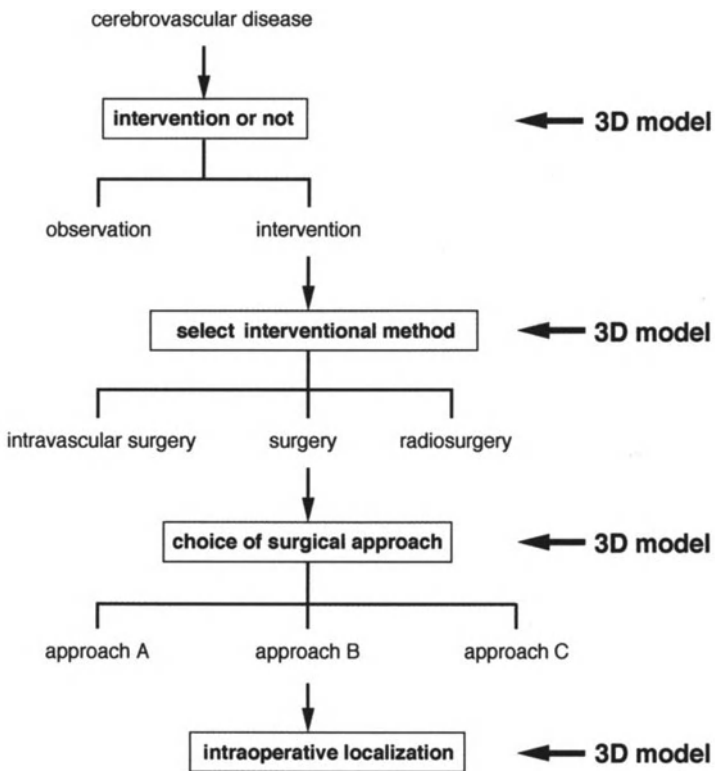 cerebrovascular disease
intervention or not
3D model
observation
intervention
select interventional method
3D model
intravascular surgery
surgery
radiosurgery
choice of surgical approach
3D model
approach A
approach B
approach C
intraoperative localization
3D model